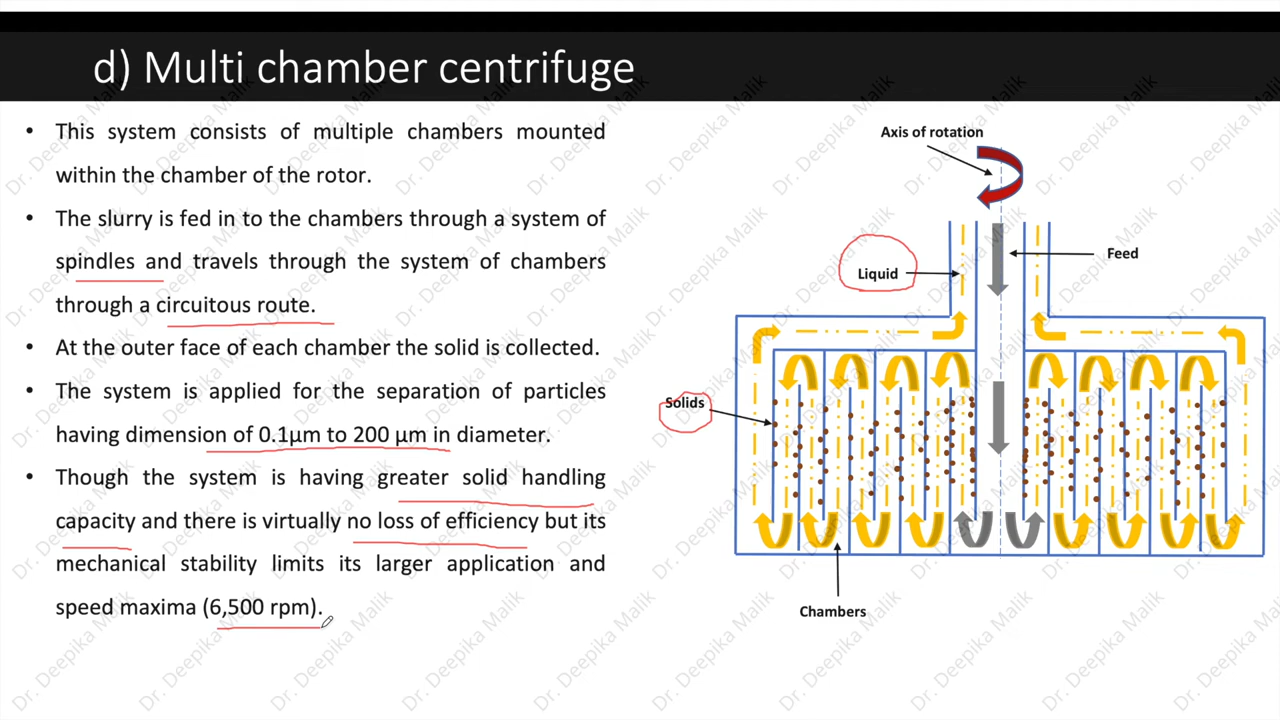 d) Multi chamber centrifuge
• This system consists of multiple chambers mounted
within the chamber of the rotor.
• The slurry is fed in to the chambers through a system of
spindles and travels through the system of chambers
through a circuitous route.
• At the outer face of each chamber the solid is collected.
• The system is applied for the separation of particles
having dimension of 0.1µm to 200 µm in diameter.
• Though the system is having greater solid handling
capacity and there is virtually no loss of efficiency but its
mechanical stability limits its larger application and
speed maxima (6,500 rpm).
Axis of rotation
Feed
Liquid
Solids
Chambers
Dr. Deepika Malik